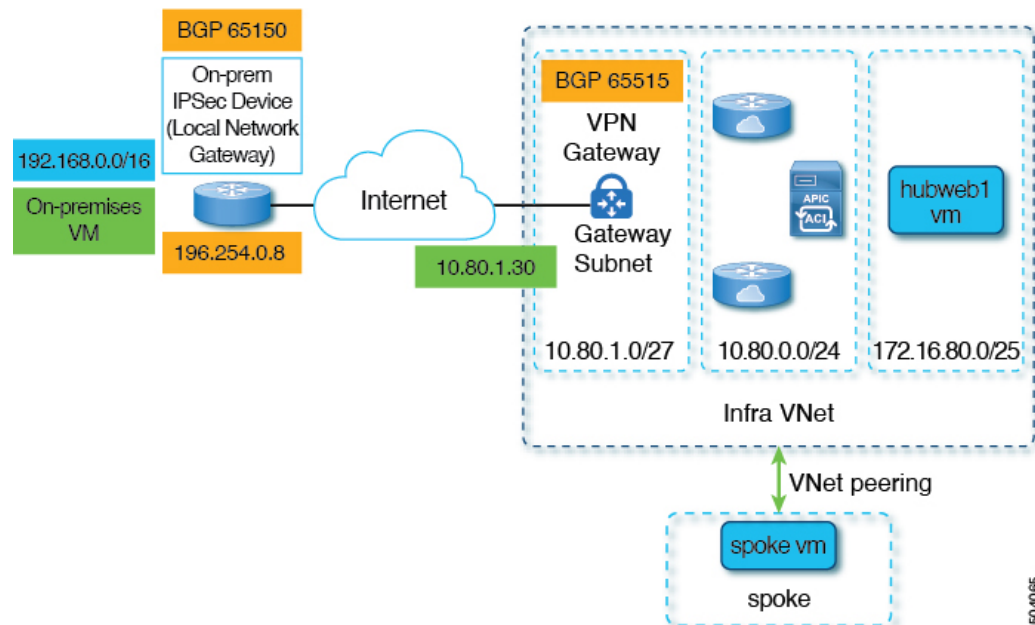 BGP 65150
On-prem
IPSec Device
(Local Network
Gateway)
192.168.0.0/16
On-premises
VM
196.254.0.8
Internet
10.80.1.30
BGP 65515
VPN
Gateway
Gateway
Subnet
10.80.1.0/27
APIC
ACI
10.80.0.0/24
hubweb1
vm
172.16.80.0/25
Infra VNet
VNet peering
spoke vm
spoke